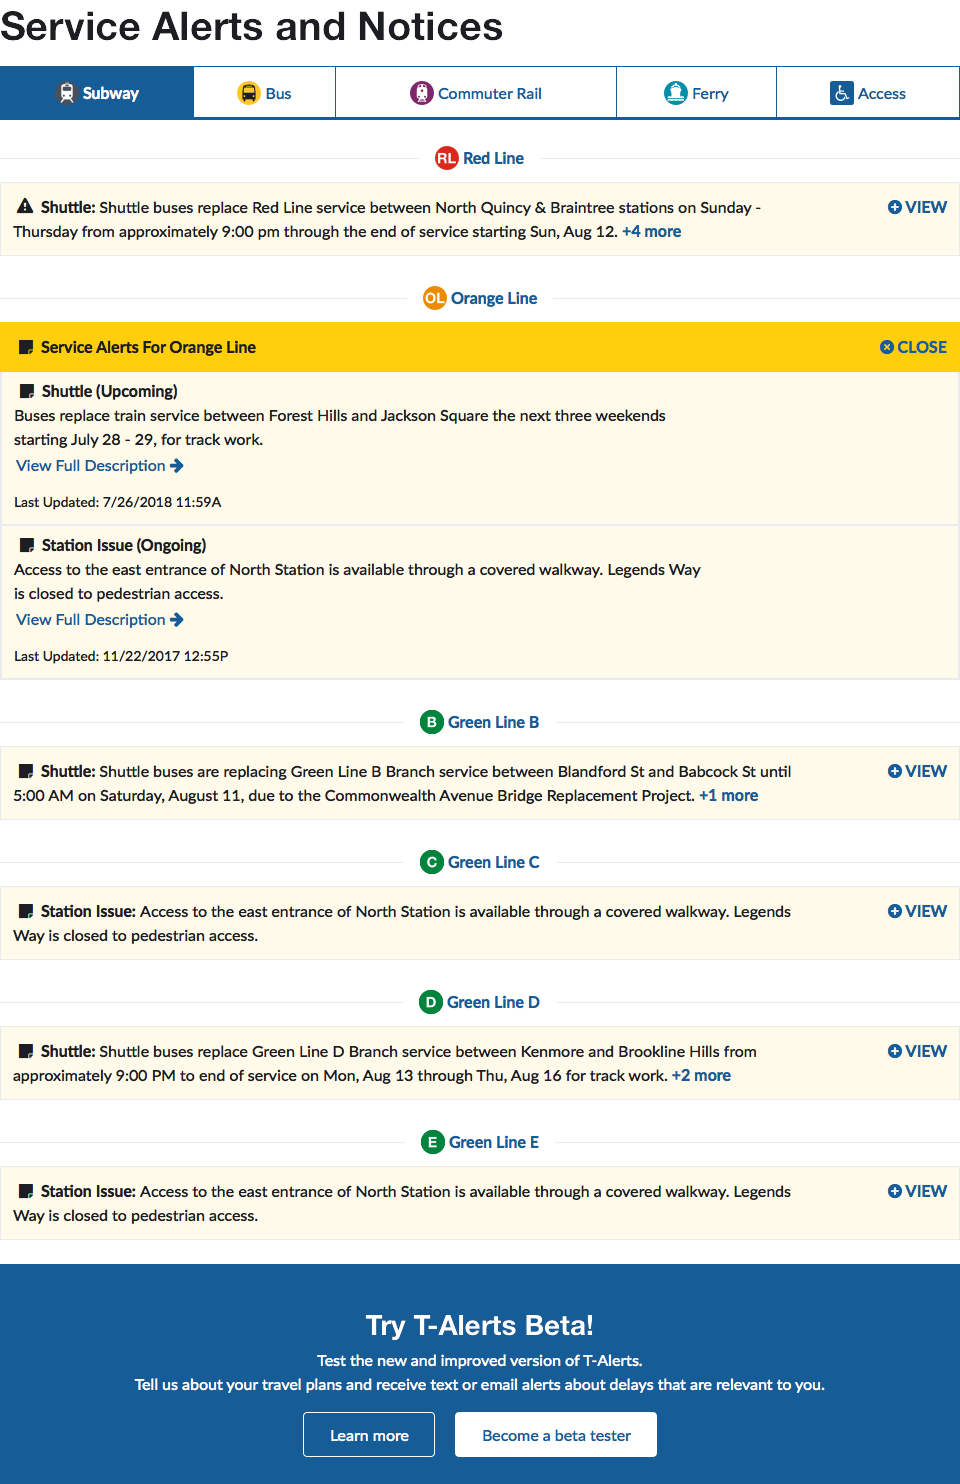 Service Alerts and Notices
Subway
Bus
Commuter Rail
Ferry
Access
RL Red Line
Shuttle: Shuttle buses replace Red Line service between North Quincy & Braintree stations on Sunday -
VIEW
Thursday from approximately 9:00 pm through the end of service starting Sun, Aug 12. +4 more
OL Orange Line
Service Alerts For Orange Line
CLOSE
Shuttle (Upcoming)
Buses replace train service between Forest Hills and Jackson Square the next three weekends
starting July 28 - 29, for track work.
View Full Description
Last Updated: 7/26/2018 11:59A
Station Issue (Ongoing)
Access to the east entrance of North Station is available through a covered walkway. Legends Way
is closed to pedestrian access.
View Full Description
Last Updated: 11/22/2017 12:55P
B Green Line B
Shuttle: Shuttle buses are replacing Green Line B Branch service between Blandford St and Babcock St until
VIEW
5:00 AM on Saturday, August 11, due to the Commonwealth Avenue Bridge Replacement Project. +1 more
C Green Line C
Station Issue: Access to the east entrance of North Station is available through a covered walkway. Legends
VIEW
Way is closed to pedestrian access.
D Green Line D
Shuttle: Shuttle buses replace Green Line D Branch service between Kenmore and Brookline Hills from
VIEW
approximately 9:00 PM to end of service on Mon, Aug 13 through Thu, Aug 16 for track work. +2 more
E Green Line E
Station Issue: Access to the east entrance of North Station is available through a covered walkway. Legends
VIEW
Way is closed to pedestrian access.
Try T-Alerts Beta!
Test the new and improved version of T-Alerts.
Tell us about your travel plans and receive text or email alerts about delays that are relevant to you.
Learn more
Become a beta tester